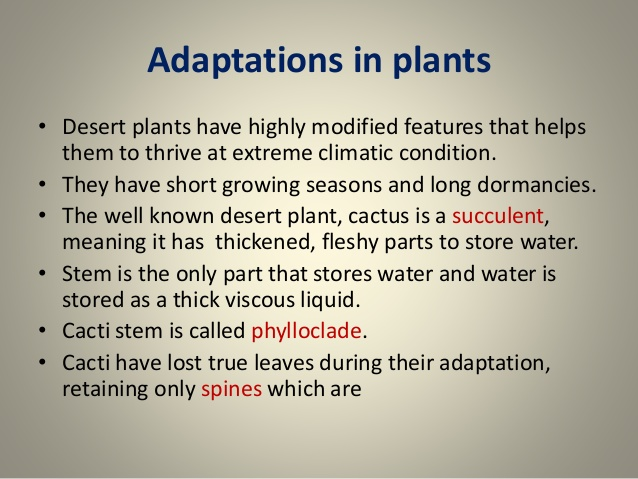 Adaptations in plants
• Desert plants have highly modified features that helps
them to thrive at extreme climatic condition.
• They have short growing seasons and long dormancies.
• The well known desert plant, cactus is a succulent,
meaning it has  thickened, fleshy parts to store water.
• Stem is the only part that stores water and water is
stored as a thick viscous liquid.
• Cacti stem is called phylloclade.
• Cacti have lost true leaves during their adaptation,
retaining only spines which are